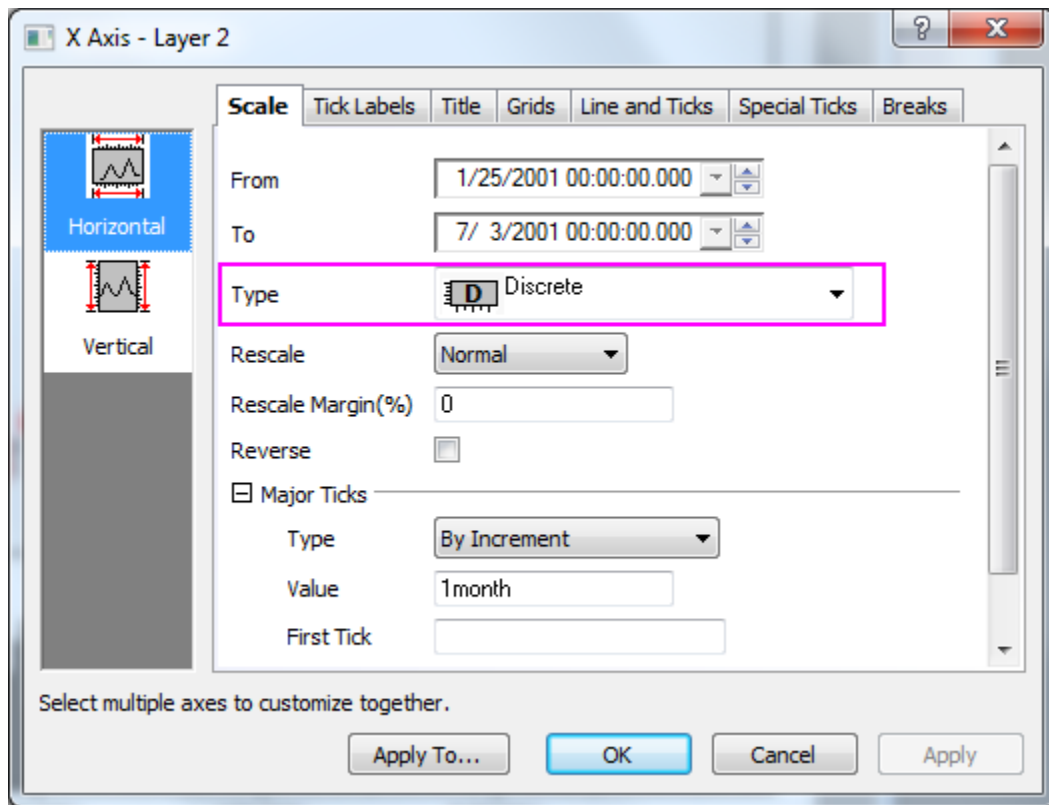 X Axis - Layer 2
Scale Tick Labels Title Grids Line and Ticks Special Ticks Breaks
Horizontal
Vertical
From 1/25/2001 00:00:00.000
To 7/ 3/2001 00:00:00.000
Type D Discrete
Rescale Normal
Rescale Margin(%) 0
Reverse
Major Ticks
Type By Increment
Value 1month
First Tick
Select multiple axes to customize together.
Apply To... OK Cancel Apply